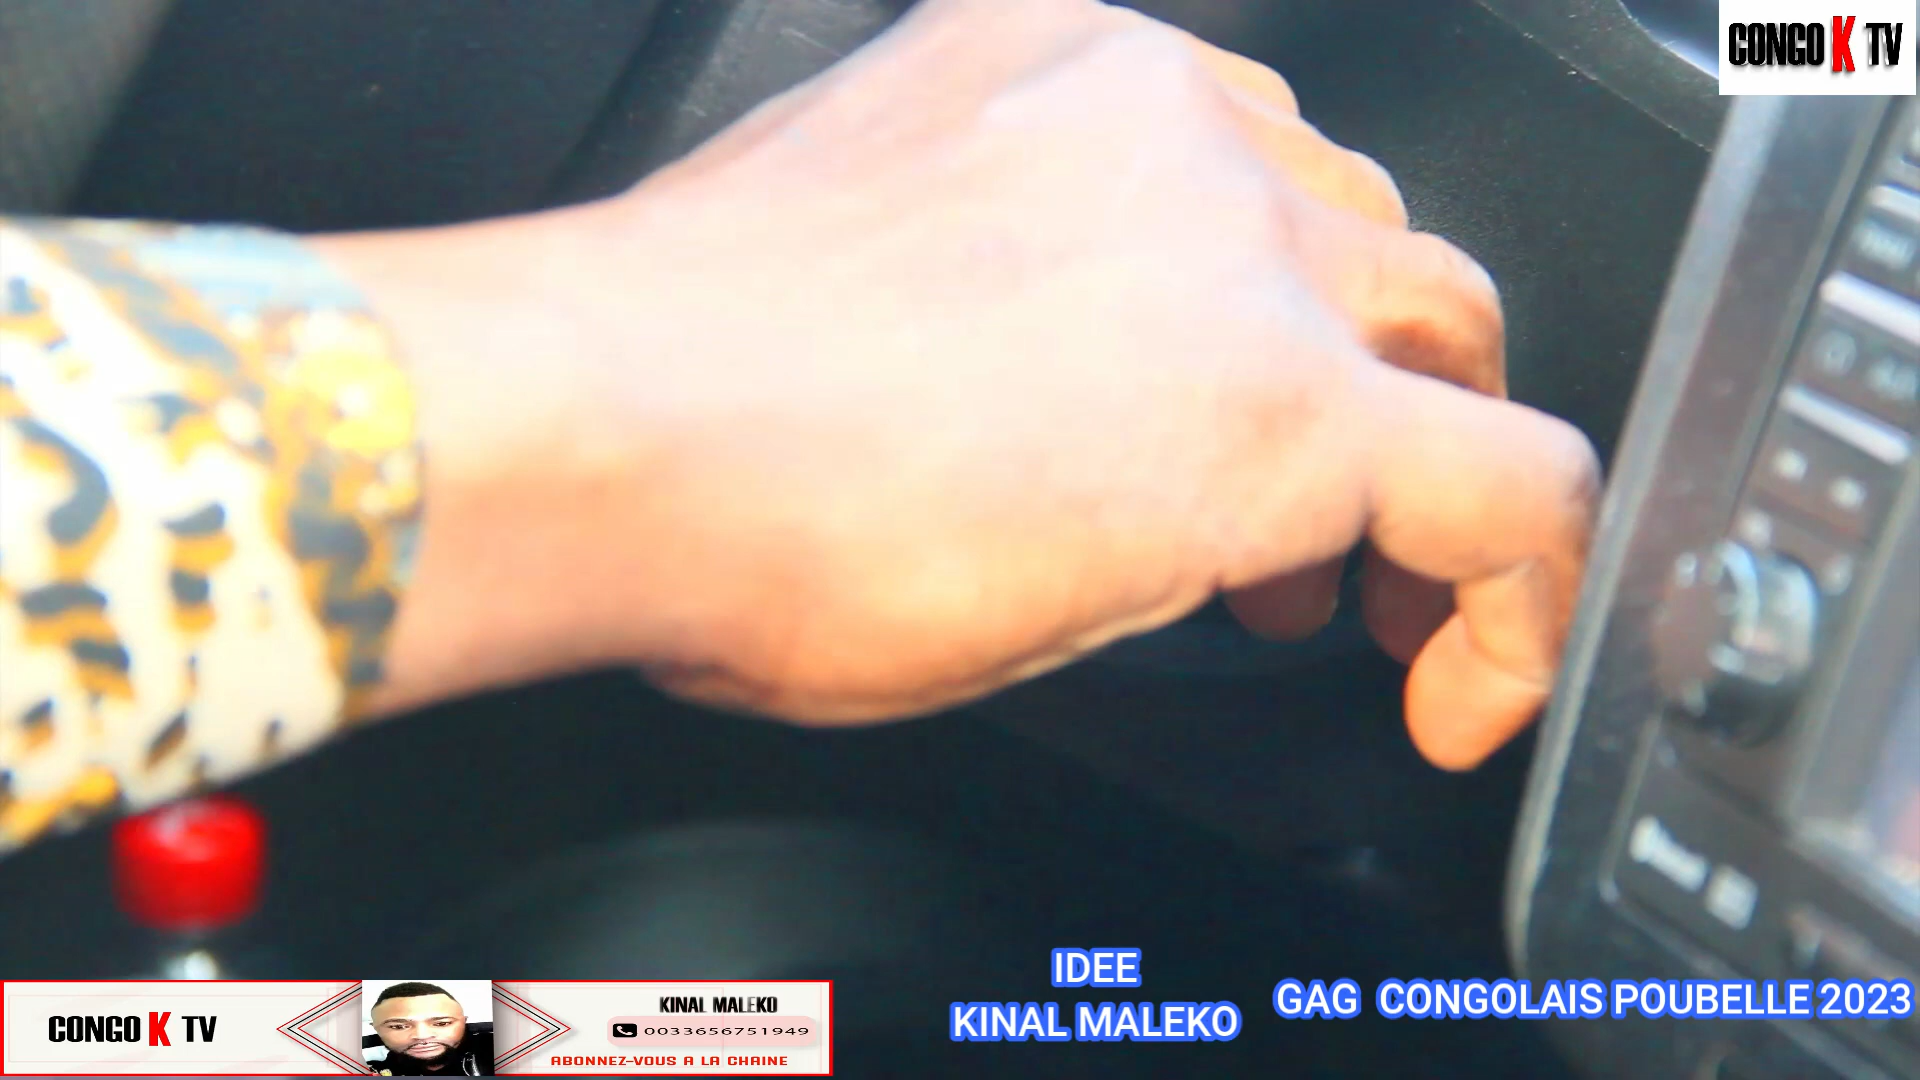 CONGO K TV
IDEE
KINAL MALEKO
GAG CONGOLAIS POUBELLE 2023
CONGO K TV
KINAL MALEKO
0033656751949
ABONNEZ-VOUS A LA CHAINE